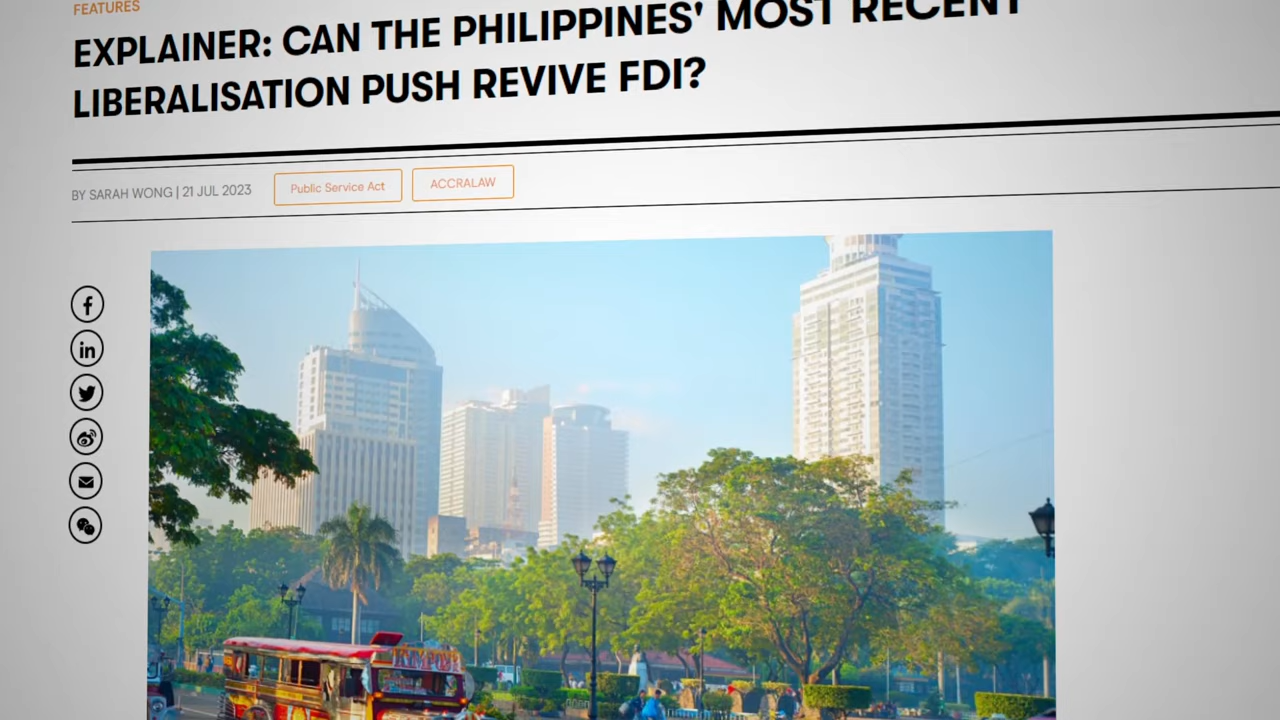 FEATURES
EXPLAINER: CAN THE PHILIPPINES' MOST RECENT
LIBERALISATION PUSH REVIVE FDI?
BY SARAH WONG | 21 JUL 2023
Public Service Act
ACCRALAW